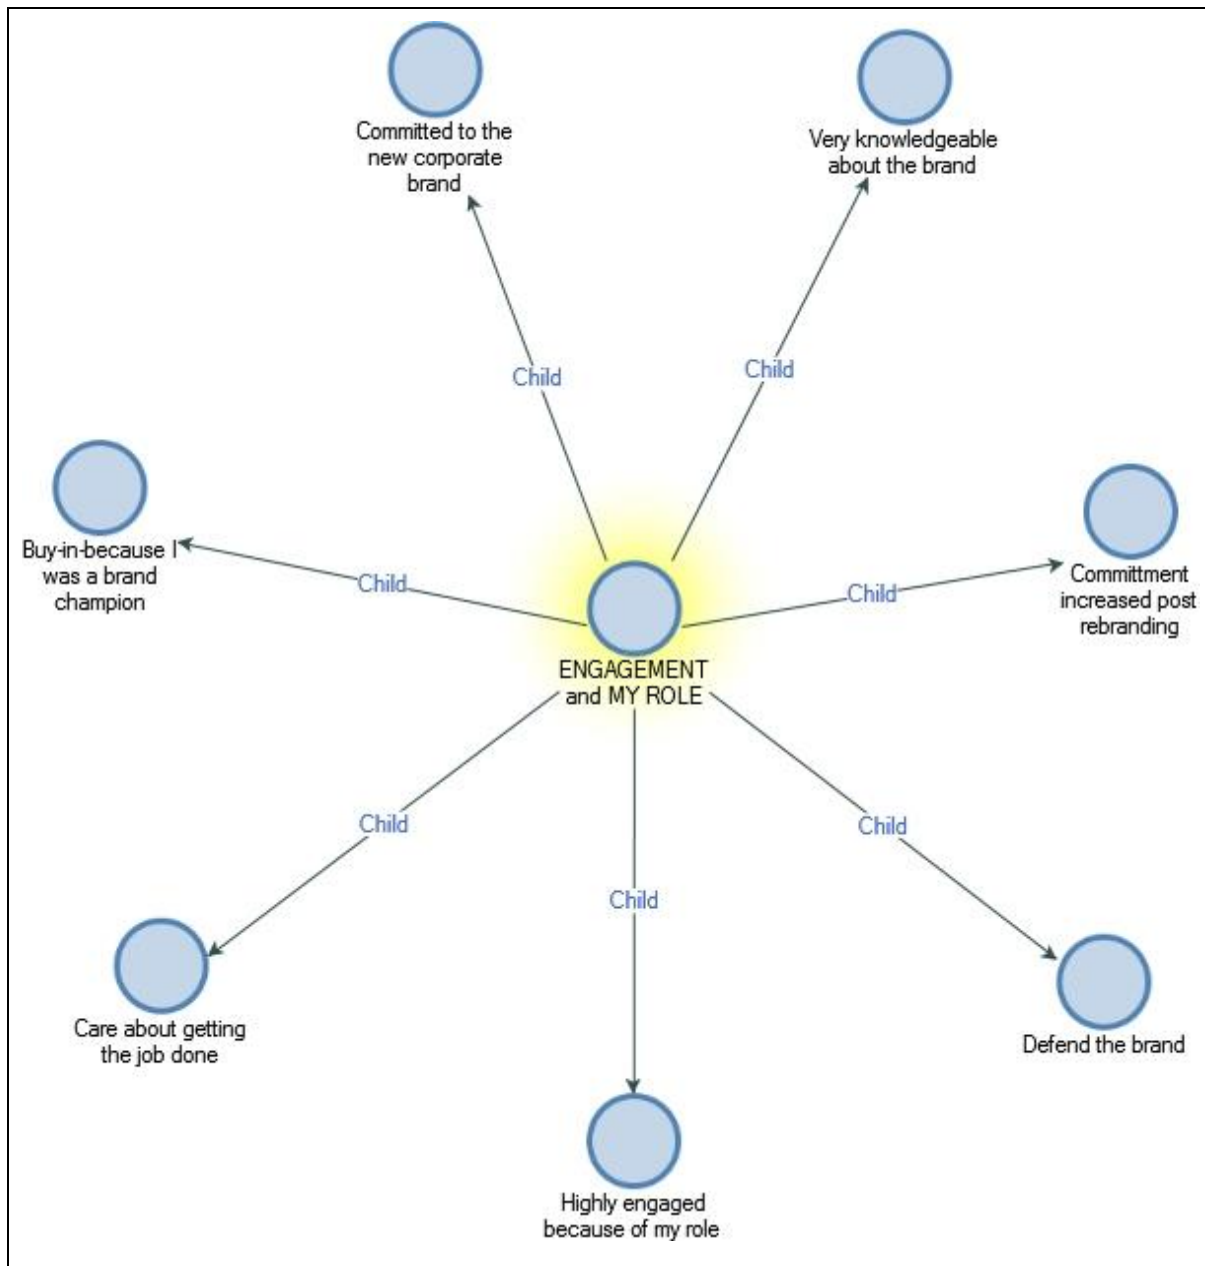 Committed to the
new corporate
brand
Very knowledgeable
about the brand
Child
Child
Buy-in-because I
was a brand
champion
Child
Child
Committment
increased post
rebranding
ENGAGEMENT
and MY ROLE
Child
Child
Child
Care about getting
the job done
Defend the brand
Highly engaged
because of my role